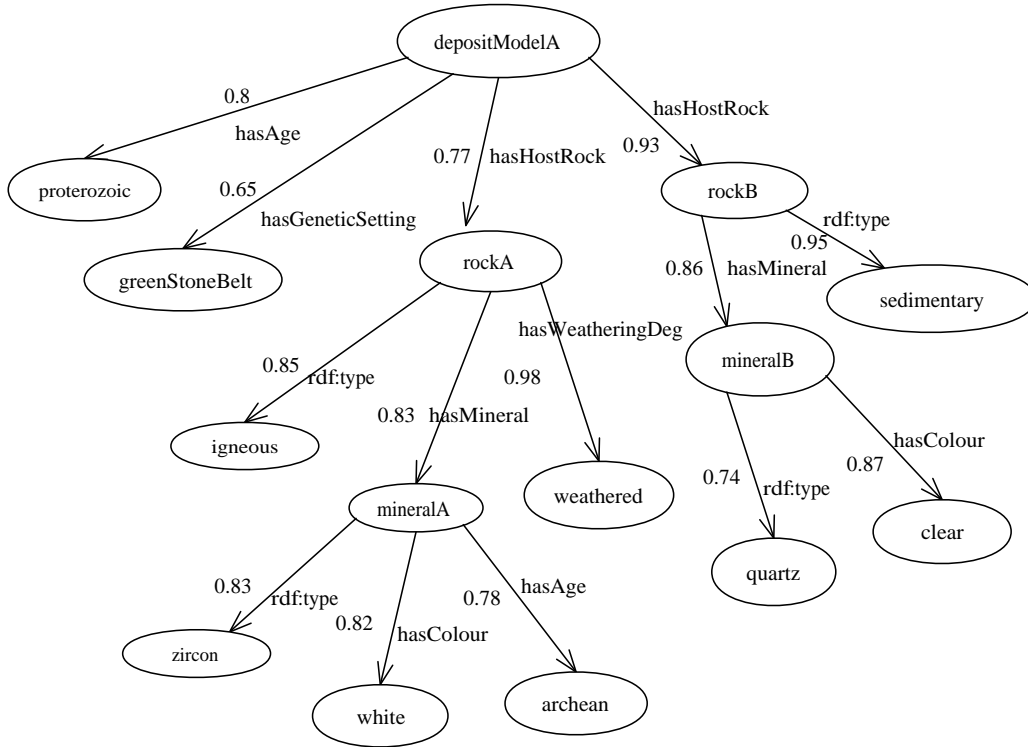 depositModelA
0.8
hasAge
hasHostRock
0.77
hasHostRock
0.93
proterozoic
0.65
hasGeneticSetting
rockB
rdf:type
0.95
greenStoneBelt
rockA
0.86
hasMineral
sedimentary
hasWeatheringDeg
mineralB
0.85
rdf:type
0.98
0.83
hasMineral
igneous
hasColour
0.87
0.74
rdf:type
weathered
mineralA
clear
quartz
0.83
rdf:type
0.82
hasColour
0.78
hasAge
zircon
white
archean